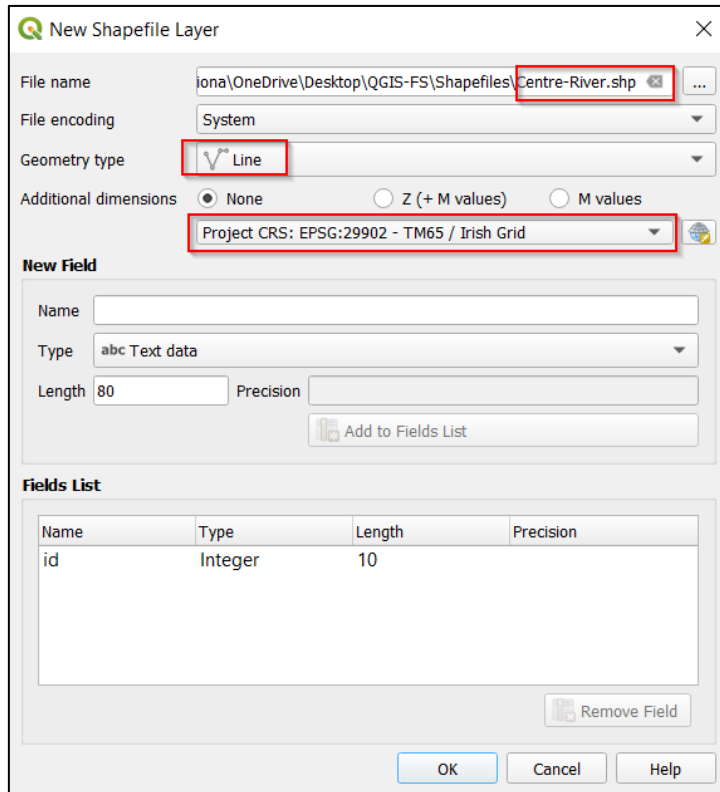 New Shapefile Layer
File name iona\OneDrive\Desktop\QGIS-FS\Shapefiles\Centre-River.shp ...
File encoding System
Geometry type Line
Additional dimensions None Z (+ M values) M values
Project CRS: EPSG:29902 - TM65 / Irish Grid
New Field
Name
Type abc Text data
Length 80 Precision
Add to Fields List
Fields List
Name Type Length Precision
id Integer 10
Remove Field
OK Cancel Help